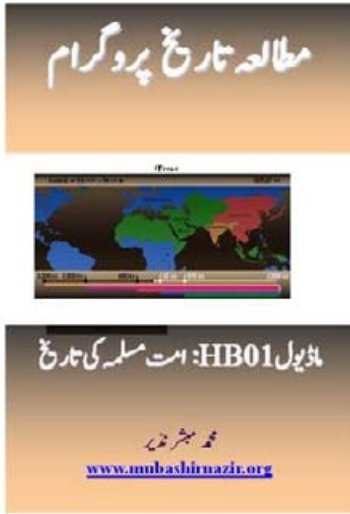 مطالعہ تاریخ پروگرام
ماڈیول HB01: امت مسلمہ کی تاریخ
محمد مبشر نذیر
www.mubashirnazir.org